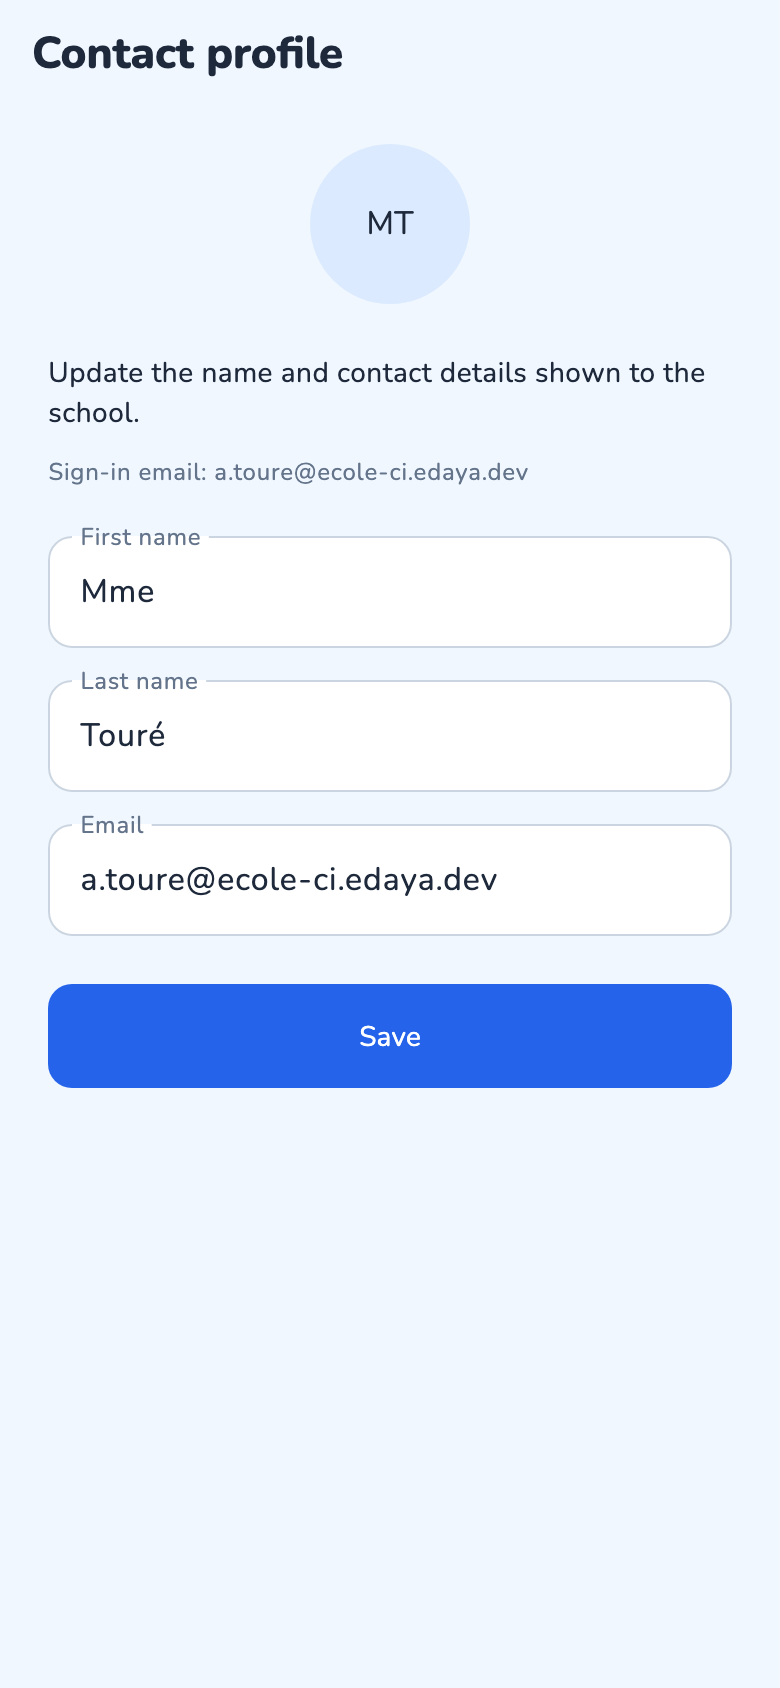 Contact profile
MT
Update the name and contact details shown to the
school.
Sign-in email: a.toure@ecole-ci.edaya.dev
First name
Mme
Last name
Touré
Email
a.toure@ecole-ci.edaya.dev
Save